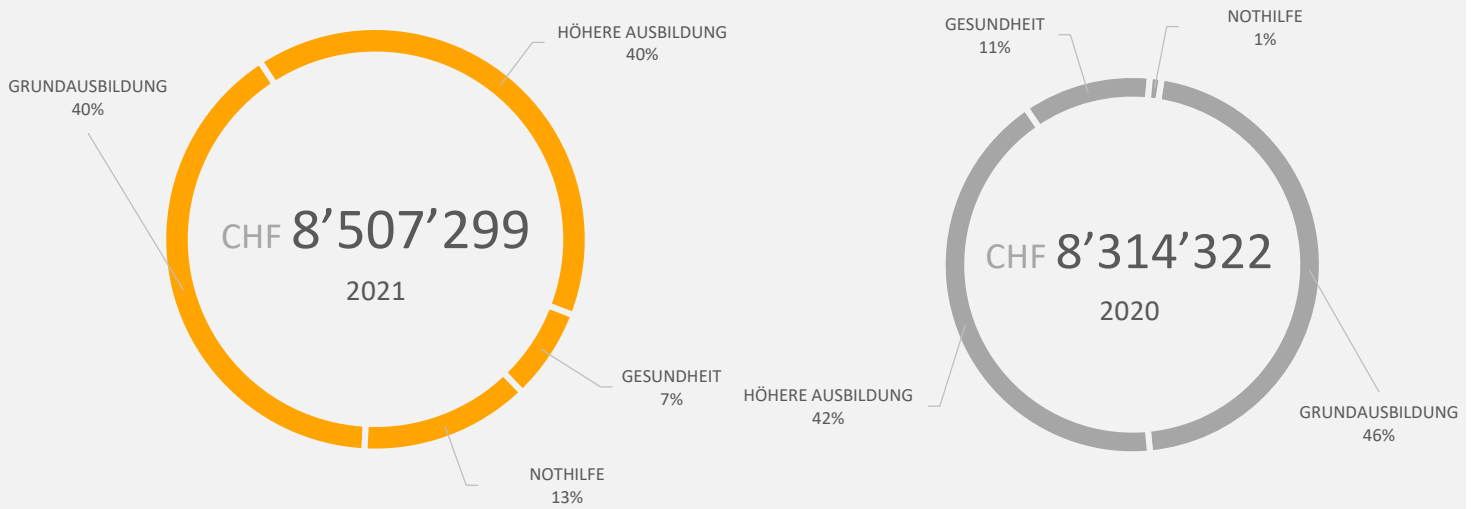 HÖHERE AUSBILDUNG
40%
GRUNDAUSBILDUNG
40%
CHF 8’507’299
2021
GESUNDHEIT
7%
NOTHILFE
13%
NOTHILFE
1%
GESUNDHEIT
11%
CHF 8’314’322
2020
HÖHERE AUSBILDUNG
42%
GRUNDAUSBILDUNG
46%